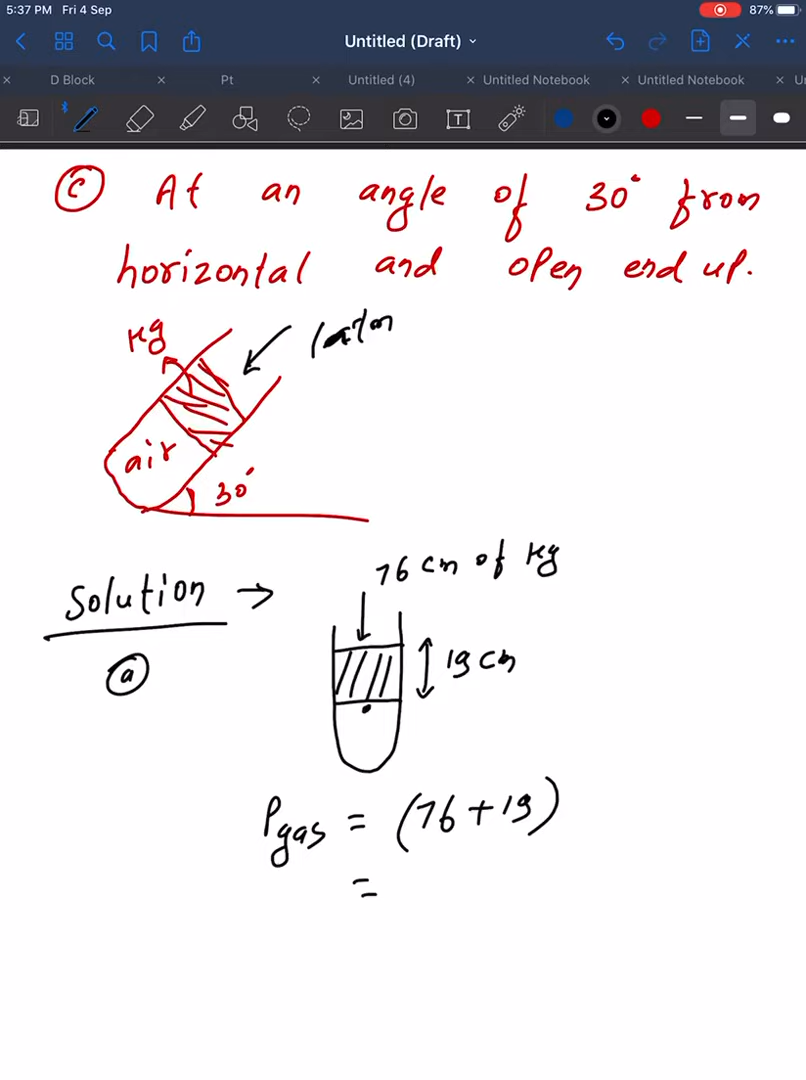 5:37 PM Fri 4 Sep 87%
Untitled (Draft)
D Block Pt Untitled (4) Untitled Notebook Untitled Notebook
T
C At an angle of 30° from
horizontal and open end up.
Hg 1 atm
air
30°
76 cm of Hg
Solution →
a 19 cm
Pgas = (76+19)
=